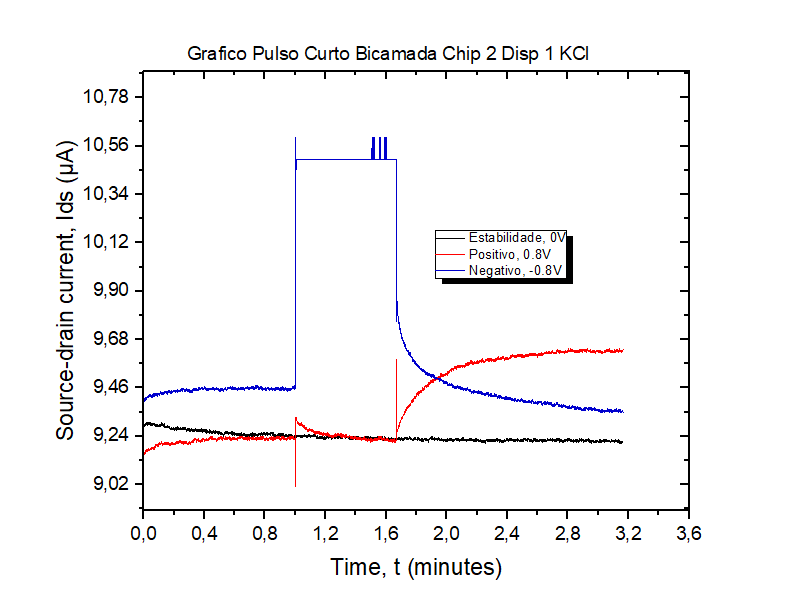 Grafico Pulso Curto Bicamada Chip 2 Disp 1 KCl
Source-drain current, Ids (µA)
10,78
10,56
10,34
10,12
9,90
9,68
9,46
9,24
9,02
Estabilidade, 0V
Positivo, 0.8V
Negativo, -0.8V
0,0 0,4 0,8 1,2 1,6 2,0 2,4 2,8 3,2 3,6
Time, t (minutes)